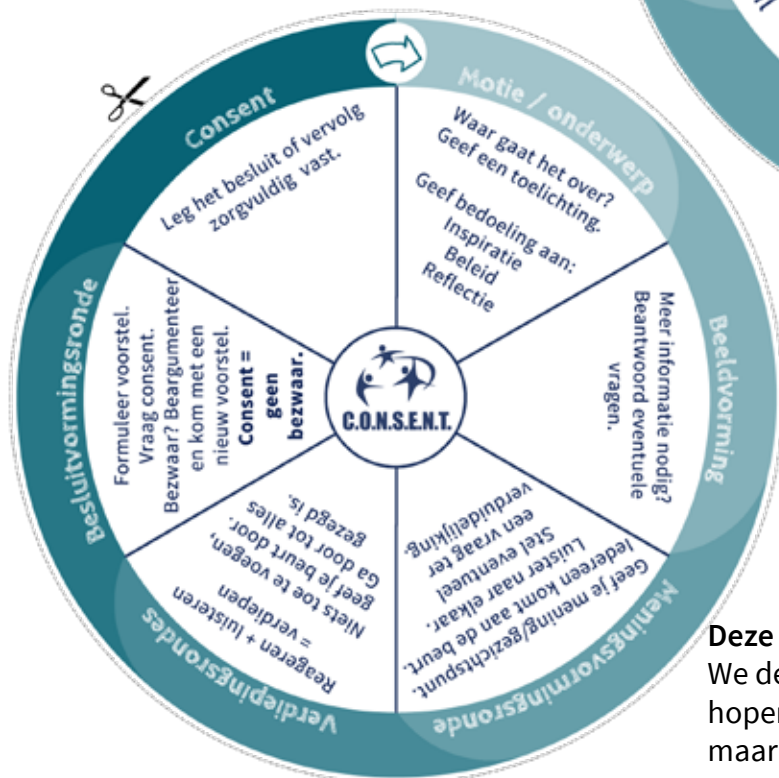 Motie / onderwerp
Waar gaat het over?
Geef een toelichting.
Geef bedoeling aan:
Inspiratie
Beleid
Reflectie
Beeldvorming
Meer informatie nodig?
Beantwoord eventuele
vragen.
Meningsvormingsronde
Geef je mening/gezichtspunt.
Iedereen komt aan de beurt.
Luister naar elkaar.
Stel eventueel
een vraag ter
verduidelijking.
Verdiepingsrondes
Reageren + luisteren
= verdiepen
Niets toe te voegen,
geef je beurt door.
Ga door tot alles
gezegd is.
Besluitvormingsronde
Formuleer voorstel.
Vraag consent.
Bezwaar? Beargumenteer
en kom met een
nieuw voorstel.
Consent =
geen
bezwaar.
Consent
Leg het besluit of vervolg
zorgvuldig vast.
C.O.N.S.E.N.T.
Deze
We de
hoper
maar